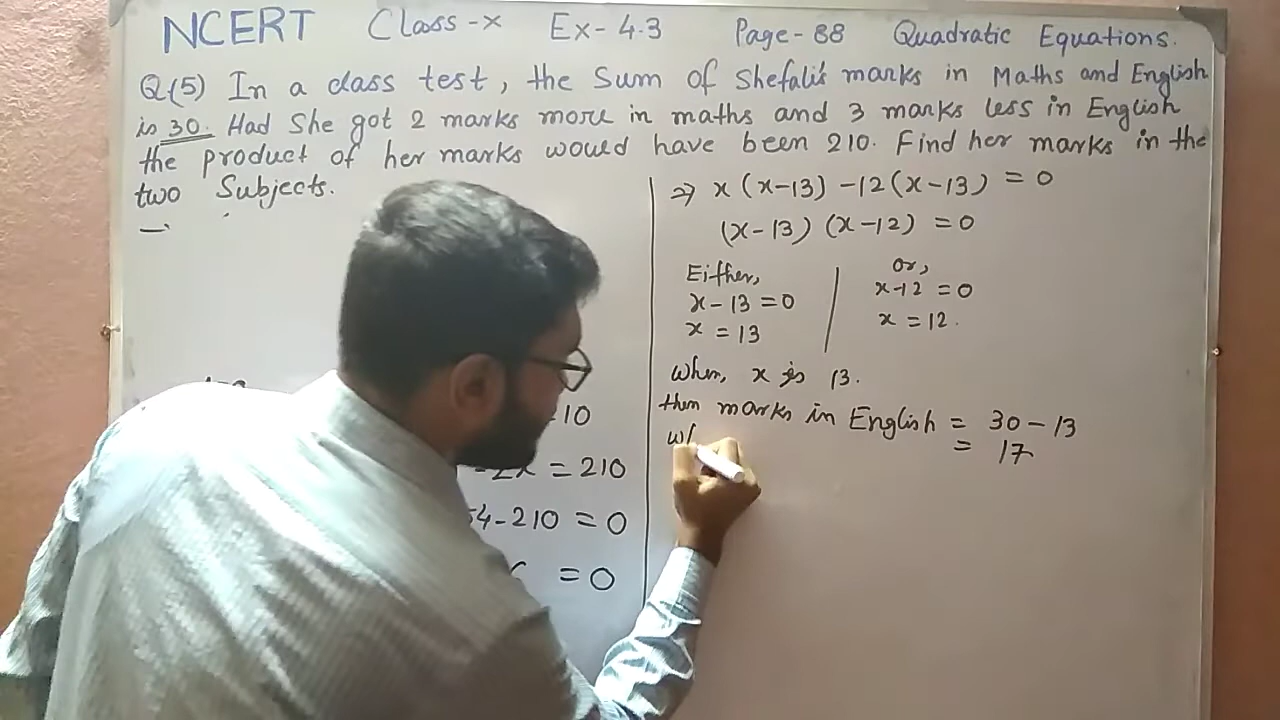 NCERT Class-X Ex-4.3 Page-88 Quadratic Equations.
Q(5) In a class test, the Sum of Shefali's marks in Maths and English
is 30. Had She got 2 marks more in maths and 3 marks less in English
the product of her marks would have been 210. Find her marks in the
two Subjects.
10
2x = 210
54-210 = 0
= 0
⇒ x(x-13) -12(x-13) = 0
(x-13) (x-12) = 0
Either,
x-13 = 0
x = 13
Or,
x-12 = 0
x = 12.
When, x is 13.
then marks in English = 30-13
= 17